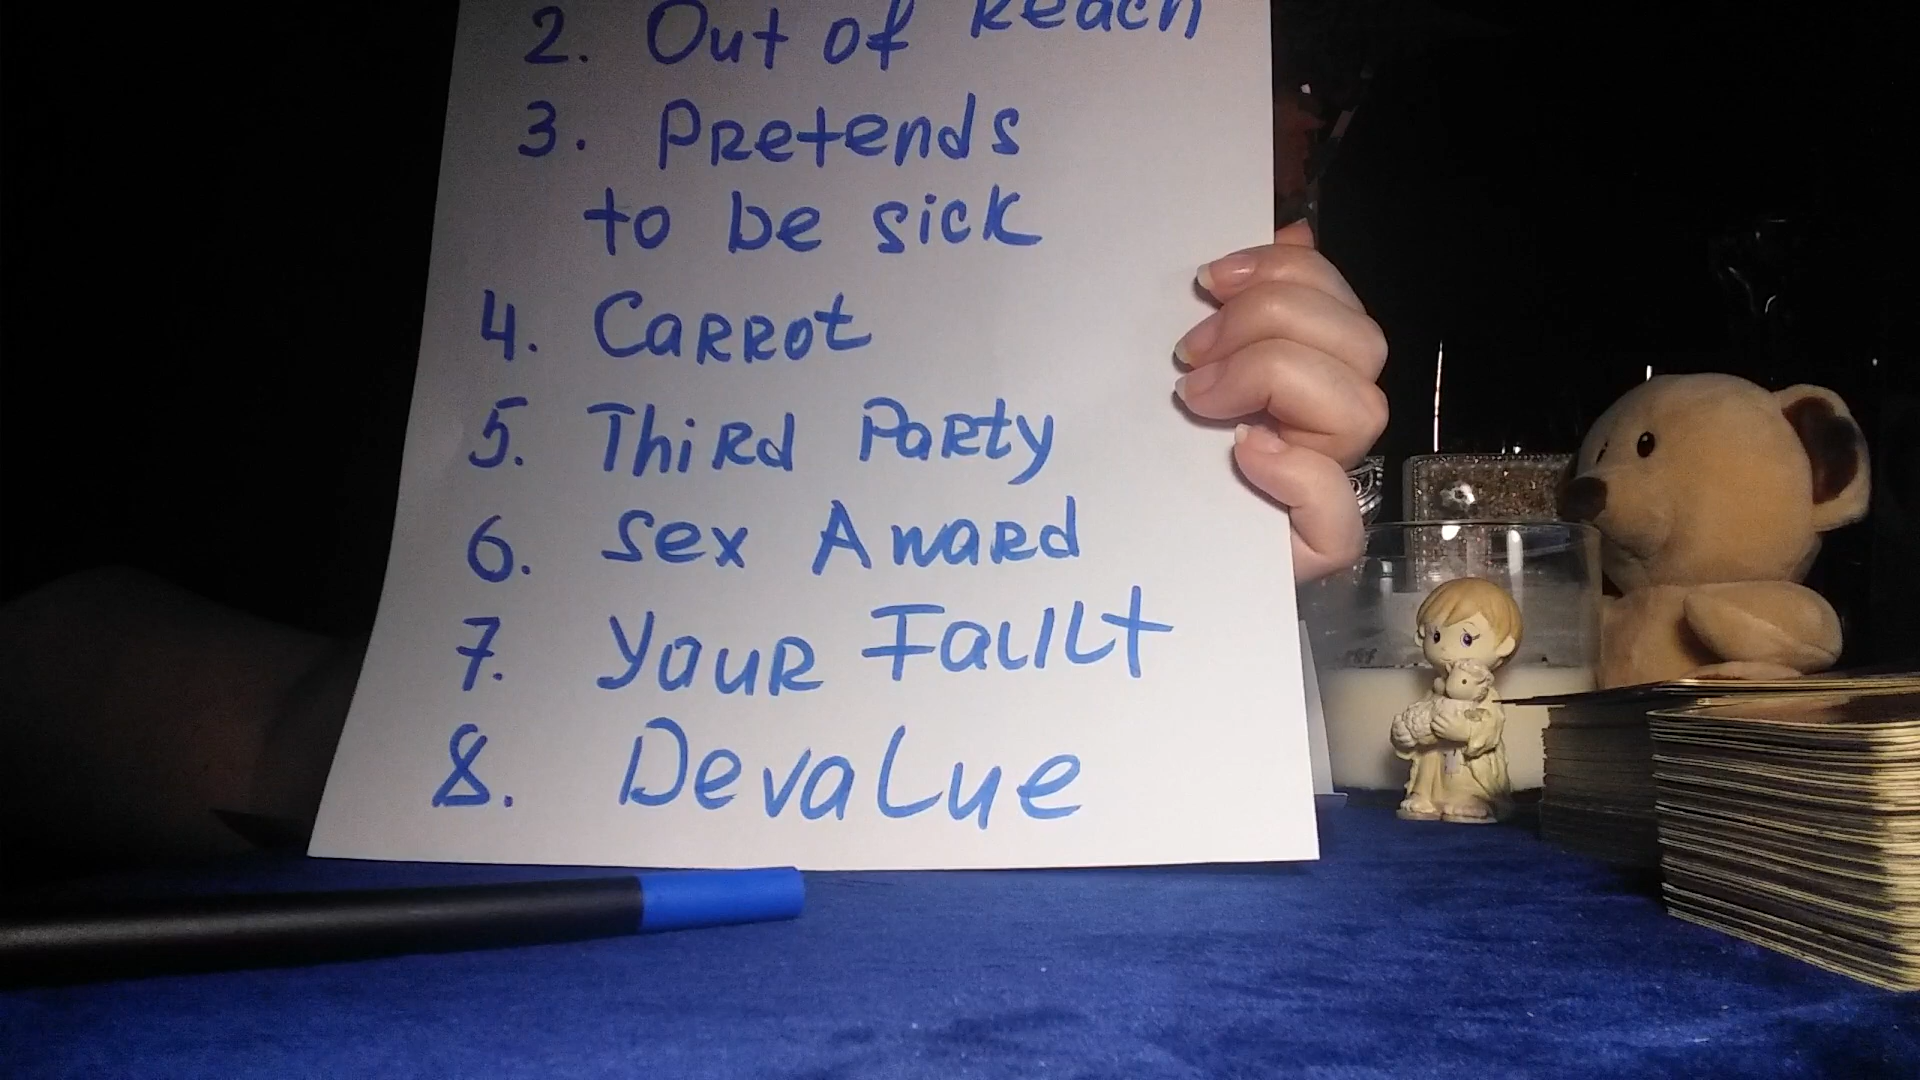 2. Out of Reach
3. Pretends
to be sick
4. Carrot
5. Third Party
6. Sex Award
7. Your Fault
8. Devalue